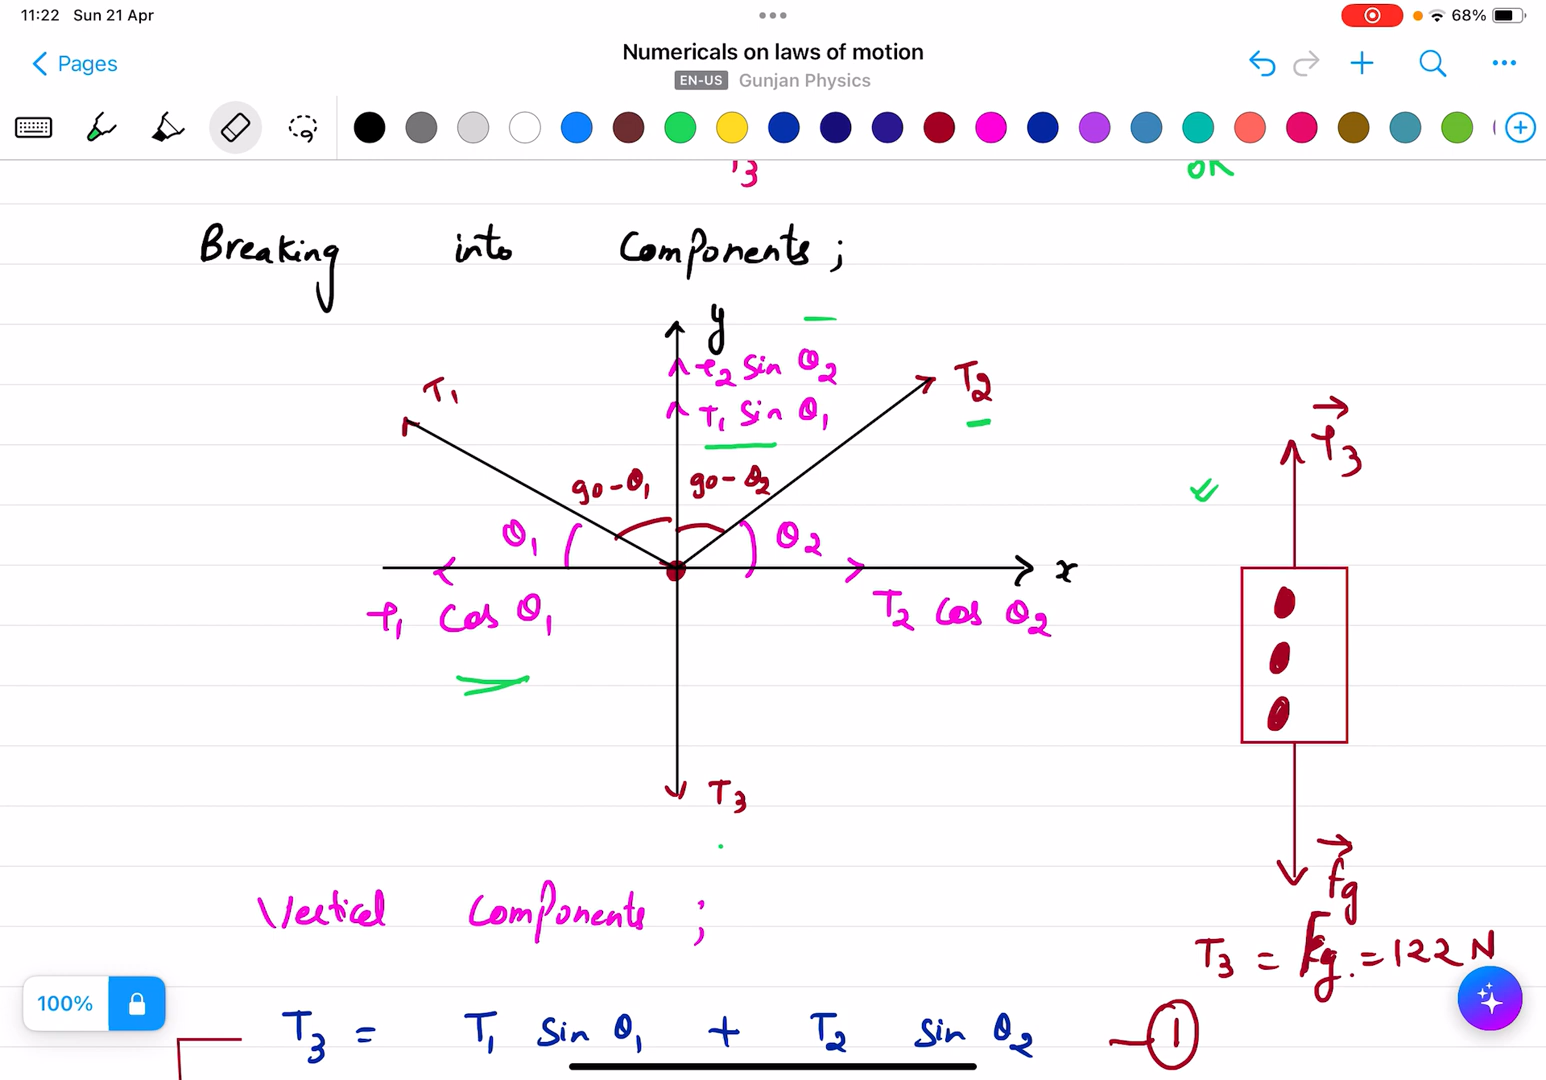 11:22 Sun 21 Apr
68%
Pages
Numericals on laws of motion
EN-US Gunjan Physics
Breaking into Components ;
y
T₂ sin θ₂
T₁
T₂
T₁ sin θ₁
T₃
90-θ₁ 90-θ₂
θ₁ θ₂
x
T₁ cos θ₁
T₂ cos θ₂
T₃
Fg
Vertical Components ;
T₃ = Fg. = 122 N
100%
T₃ = T₁ sin θ₁ + T₂ sin θ₂ — 1